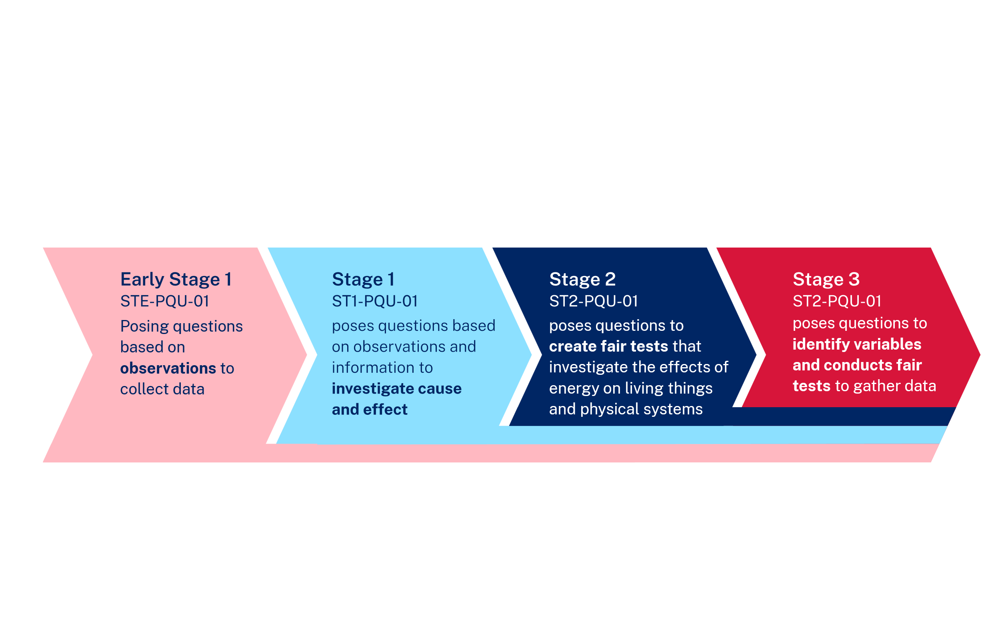 Early Stage 1
STE-PQU-01
Posing questions
based on
observations to
collect data
Stage 1
ST1-PQU-01
poses questions based
on observations and
information to
investigate cause
and effect
Stage 2
ST2-PQU-01
poses questions to
create fair tests that
investigate the effects of
energy on living things
and physical systems
Stage 3
ST2-PQU-01
poses questions to
identify variables
and conducts fair
tests to gather data